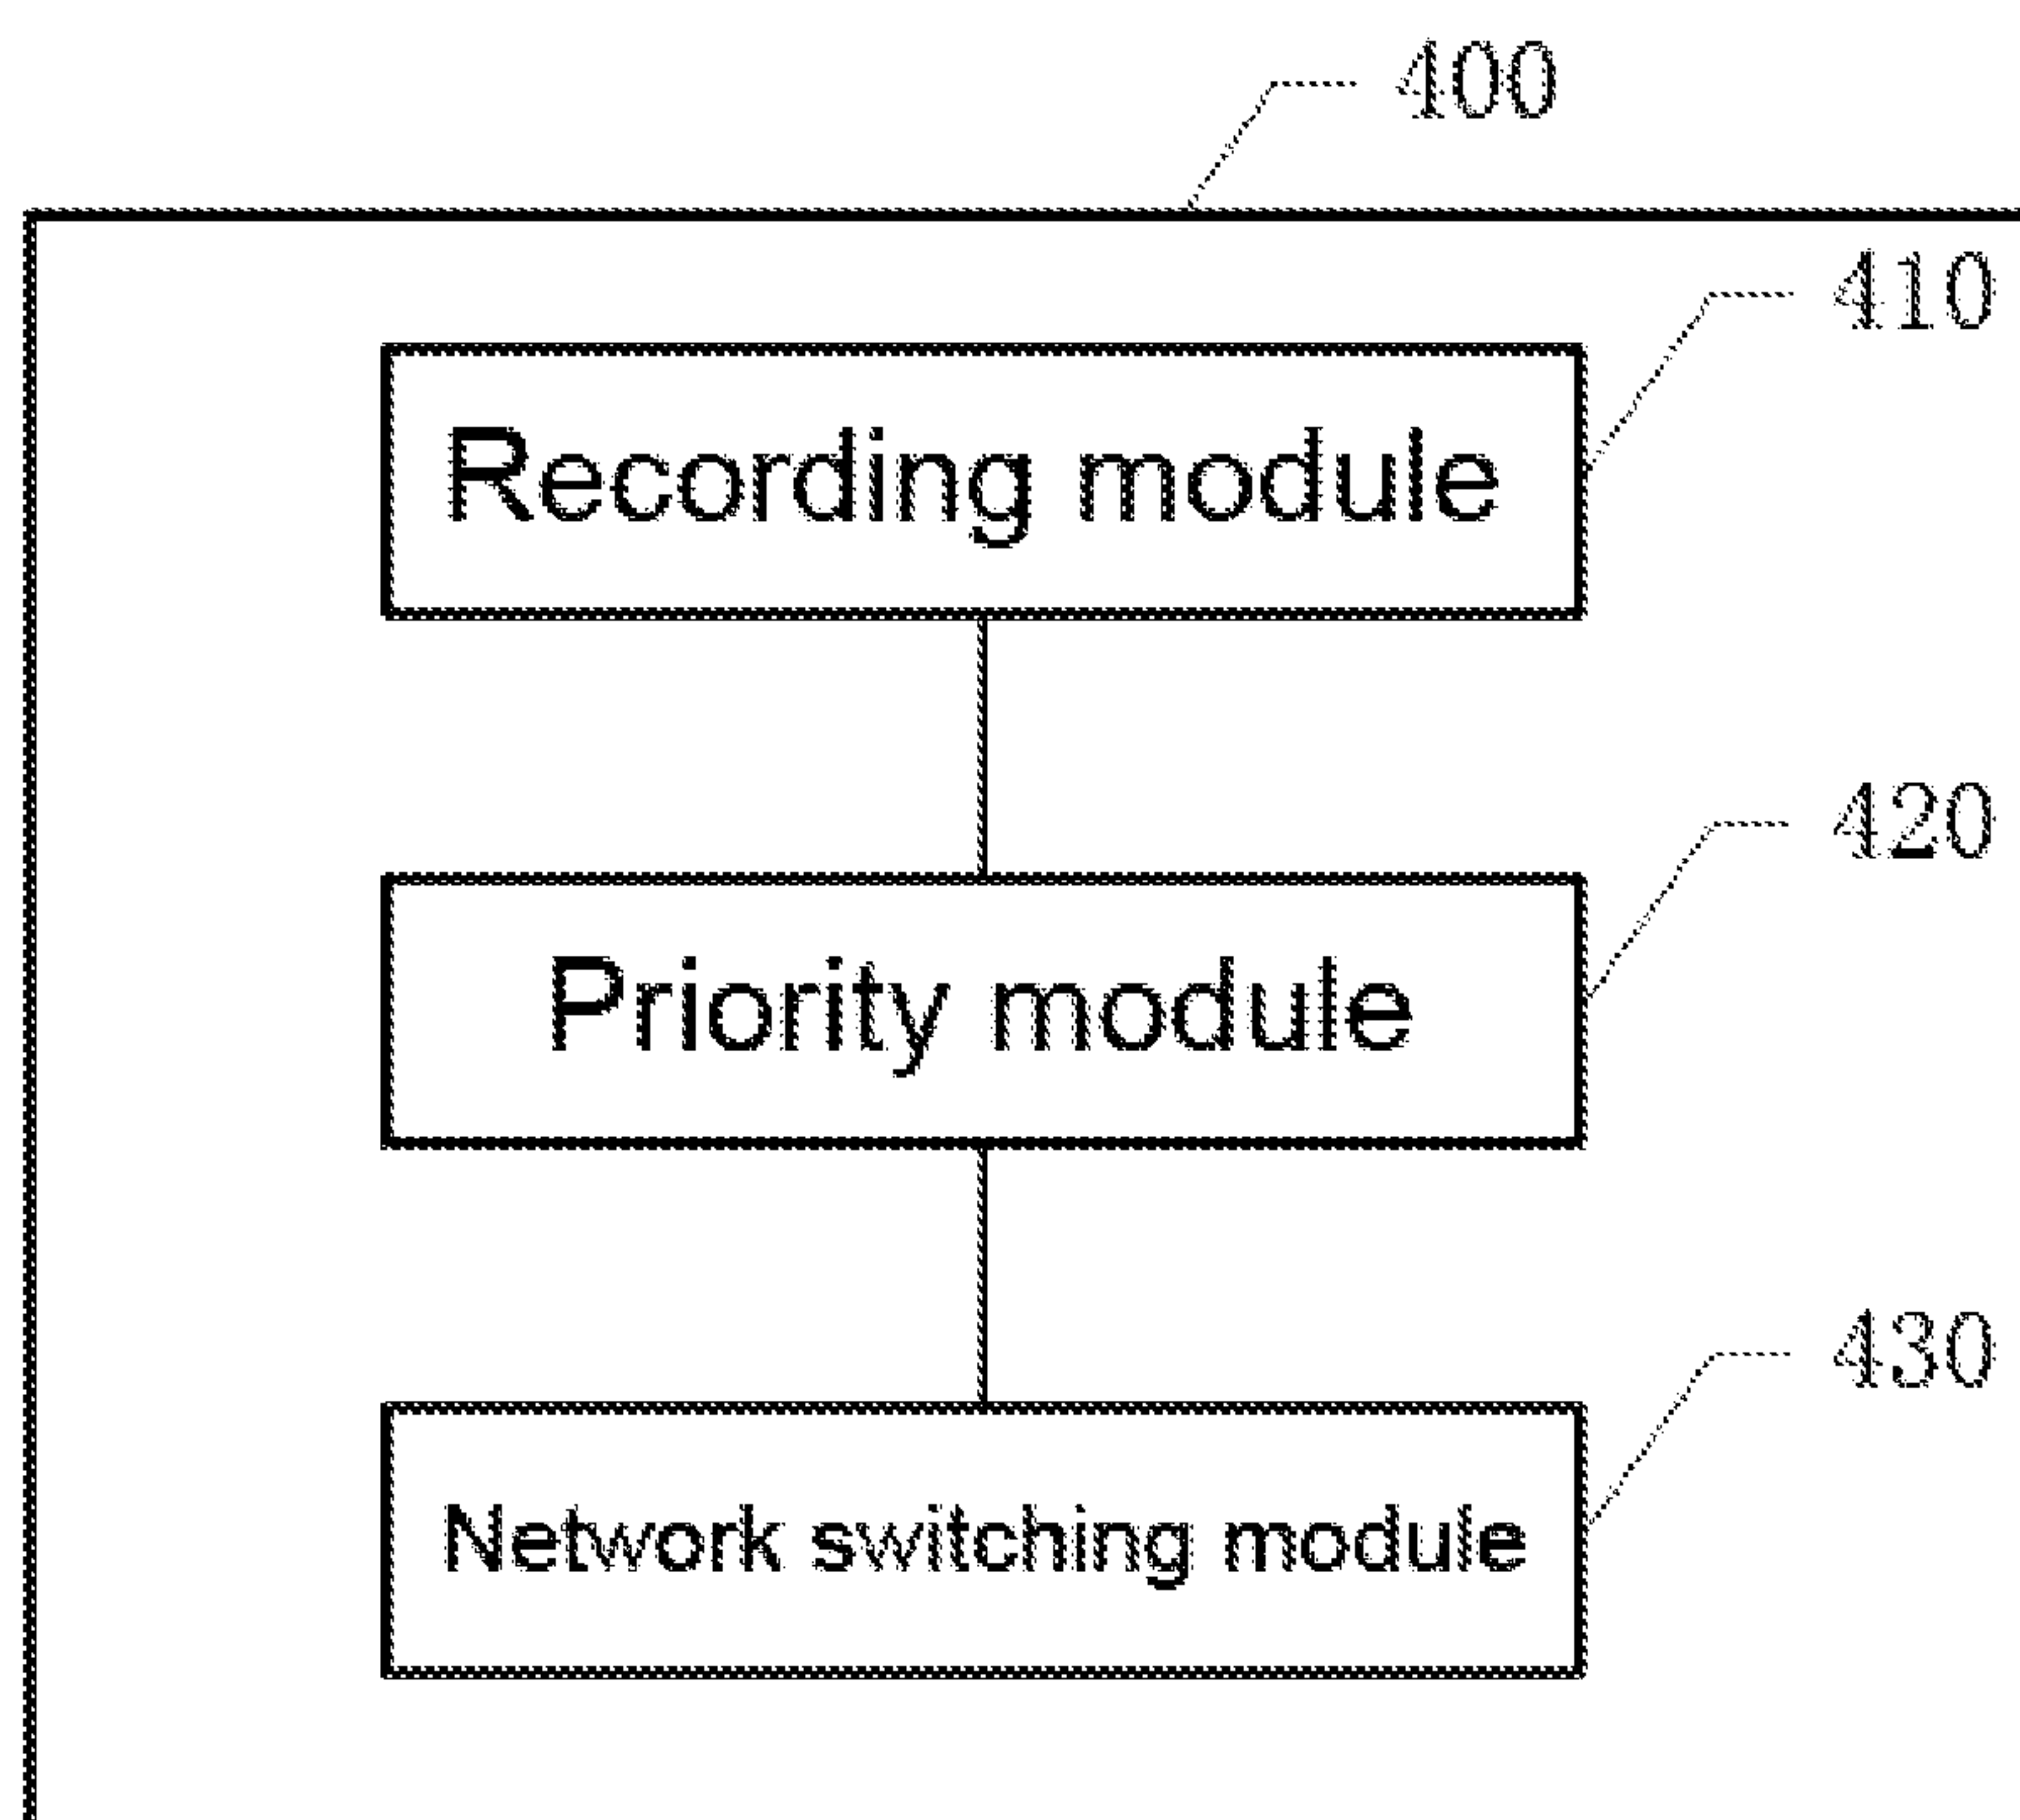 400
410
Recording module
420
Priority module
430
Network switching module